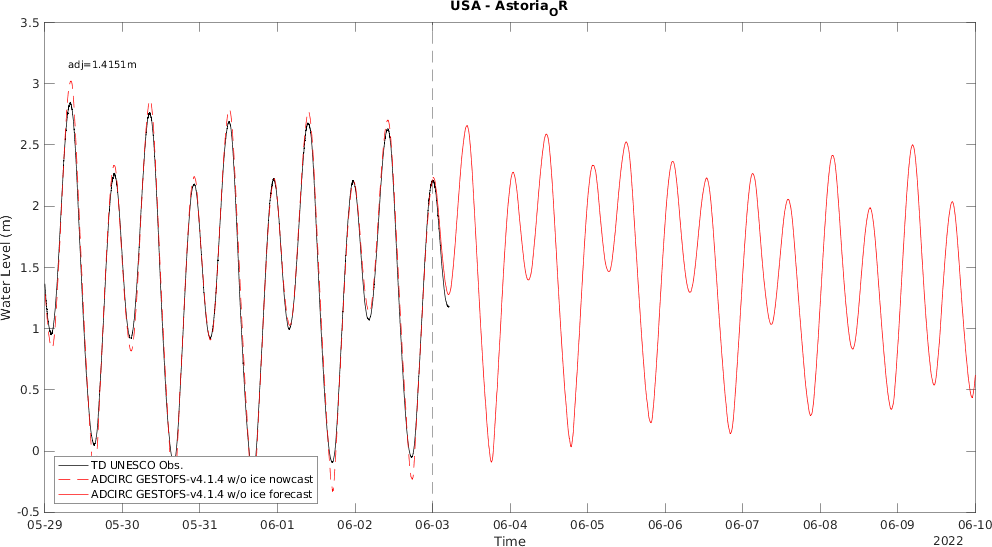 USA - Astoria_OR
adj=1.4151m
3.5
3
2.5
2
1.5
1
0.5
0
-0.5
Water Level (m)
TD UNESCO Obs.
ADCIRC GESTOFS-v4.1.4 w/o ice nowcast
ADCIRC GESTOFS-v4.1.4 w/o ice forecast
05-29 05-30 05-31 06-01 06-02 06-03 06-04 06-05 06-06 06-07 06-08 06-09 06-10
Time
2022